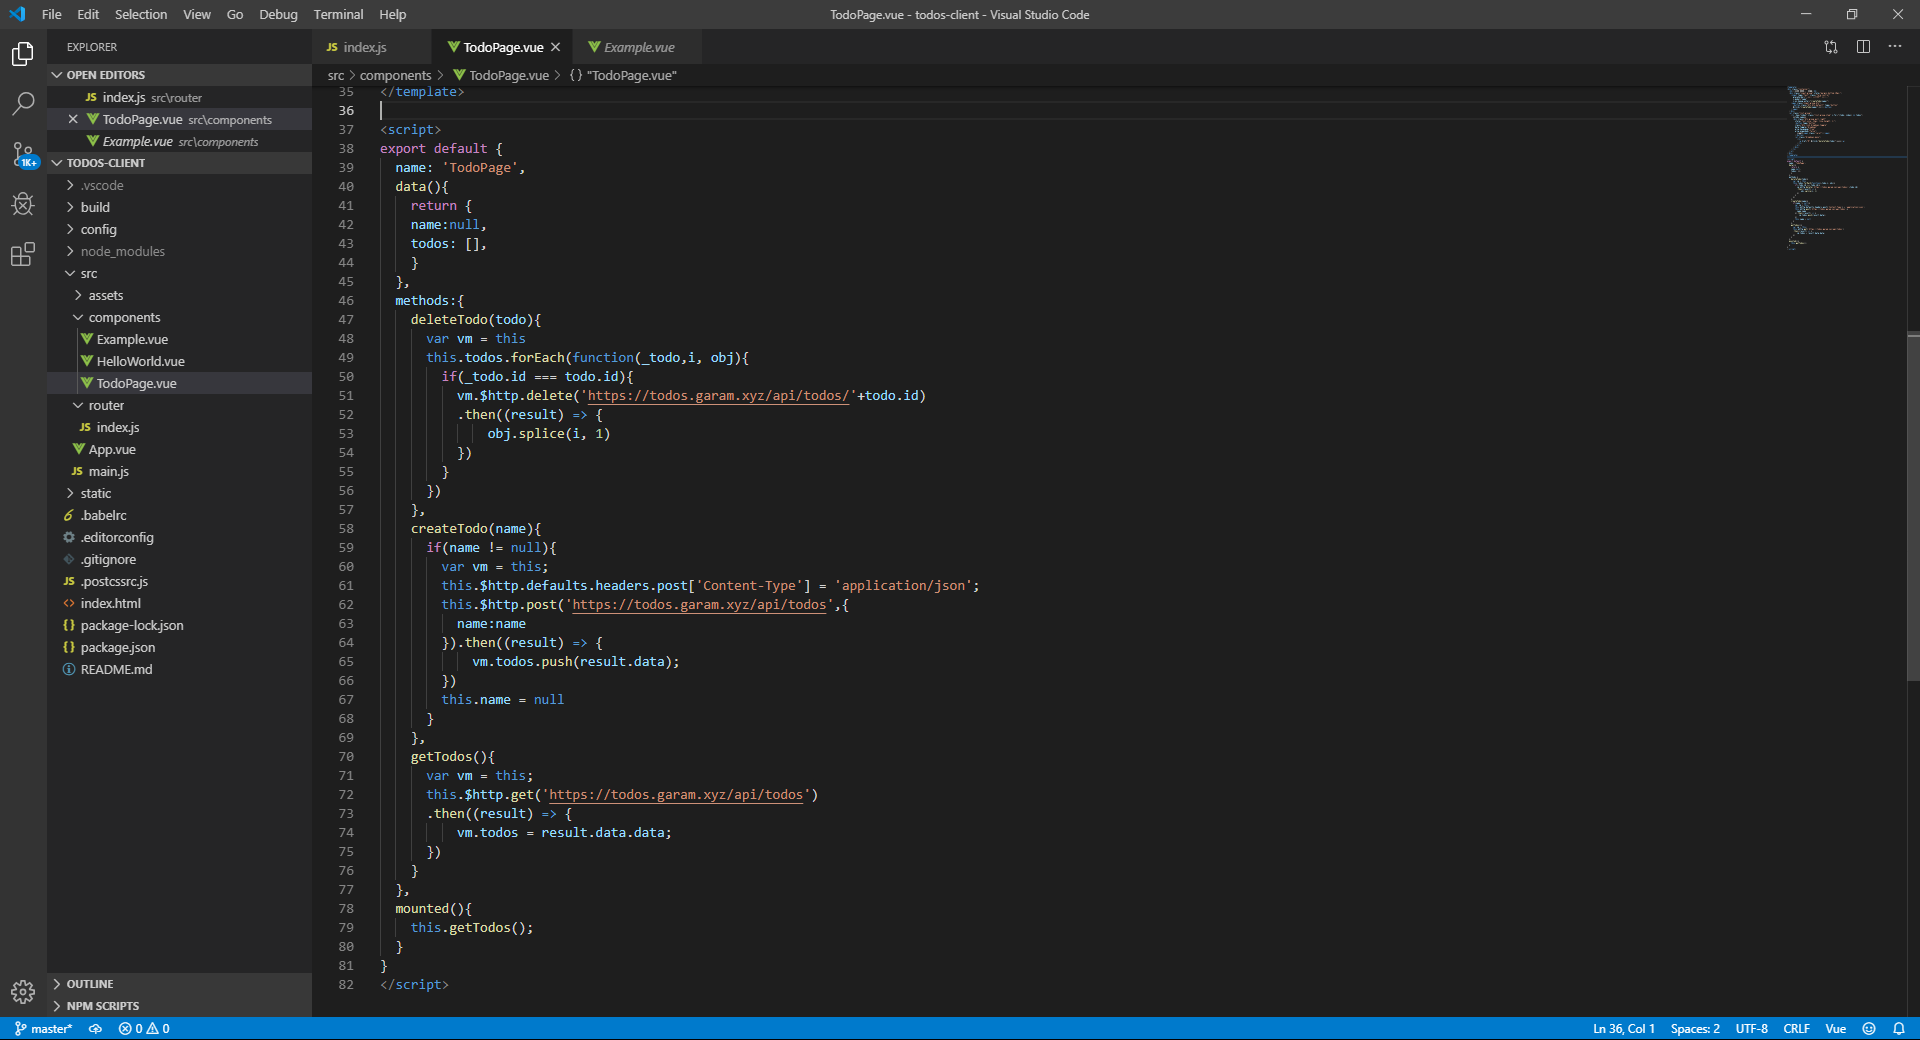 File Edit Selection View Go Debug Terminal Help
TodoPage.vue - todos-client - Visual Studio Code
EXPLORER
OPEN EDITORS
JS index.js src\router
TodoPage.vue src\components
Example.vue src\components
TODOS-CLIENT
.vscode
build
config
node_modules
src
assets
components
Example.vue
HelloWorld.vue
TodoPage.vue
router
JS index.js
App.vue
JS main.js
static
.babelrc
.editorconfig
.gitignore
JS .postcssrc.js
index.html
package-lock.json
package.json
README.md
OUTLINE
NPM SCRIPTS
1K+
JS index.js
TodoPage.vue
Example.vue
src > components > TodoPage.vue > {} "TodoPage.vue"
35 </template>
36
37 <script>
38 export default {
39   name: 'TodoPage',
40   data(){
41     return {
42     name:null,
43     todos: [],
44     }
45   },
46   methods:{
47     deleteTodo(todo){
48       var vm = this
49       this.todos.forEach(function(_todo,i, obj){
50         if(_todo.id === todo.id){
51           vm.$http.delete('https://todos.garam.xyz/api/todos/'+todo.id)
52           .then((result) => {
53               obj.splice(i, 1)
54           })
55         }
56       })
57     },
58     createTodo(name){
59       if(name != null){
60         var vm = this;
61         this.$http.defaults.headers.post['Content-Type'] = 'application/json';
62         this.$http.post('https://todos.garam.xyz/api/todos',{
63           name:name
64         }).then((result) => {
65             vm.todos.push(result.data);
66         })
67         this.name = null
68       }
69     },
70     getTodos(){
71       var vm = this;
72       this.$http.get('https://todos.garam.xyz/api/todos')
73       .then((result) => {
74           vm.todos = result.data.data;
75       })
76     }
77   },
78   mounted(){
79     this.getTodos();
80   }
81 }
82 </script>
master* 0 0
Ln 36, Col 1 Spaces: 2 UTF-8 CRLF Vue